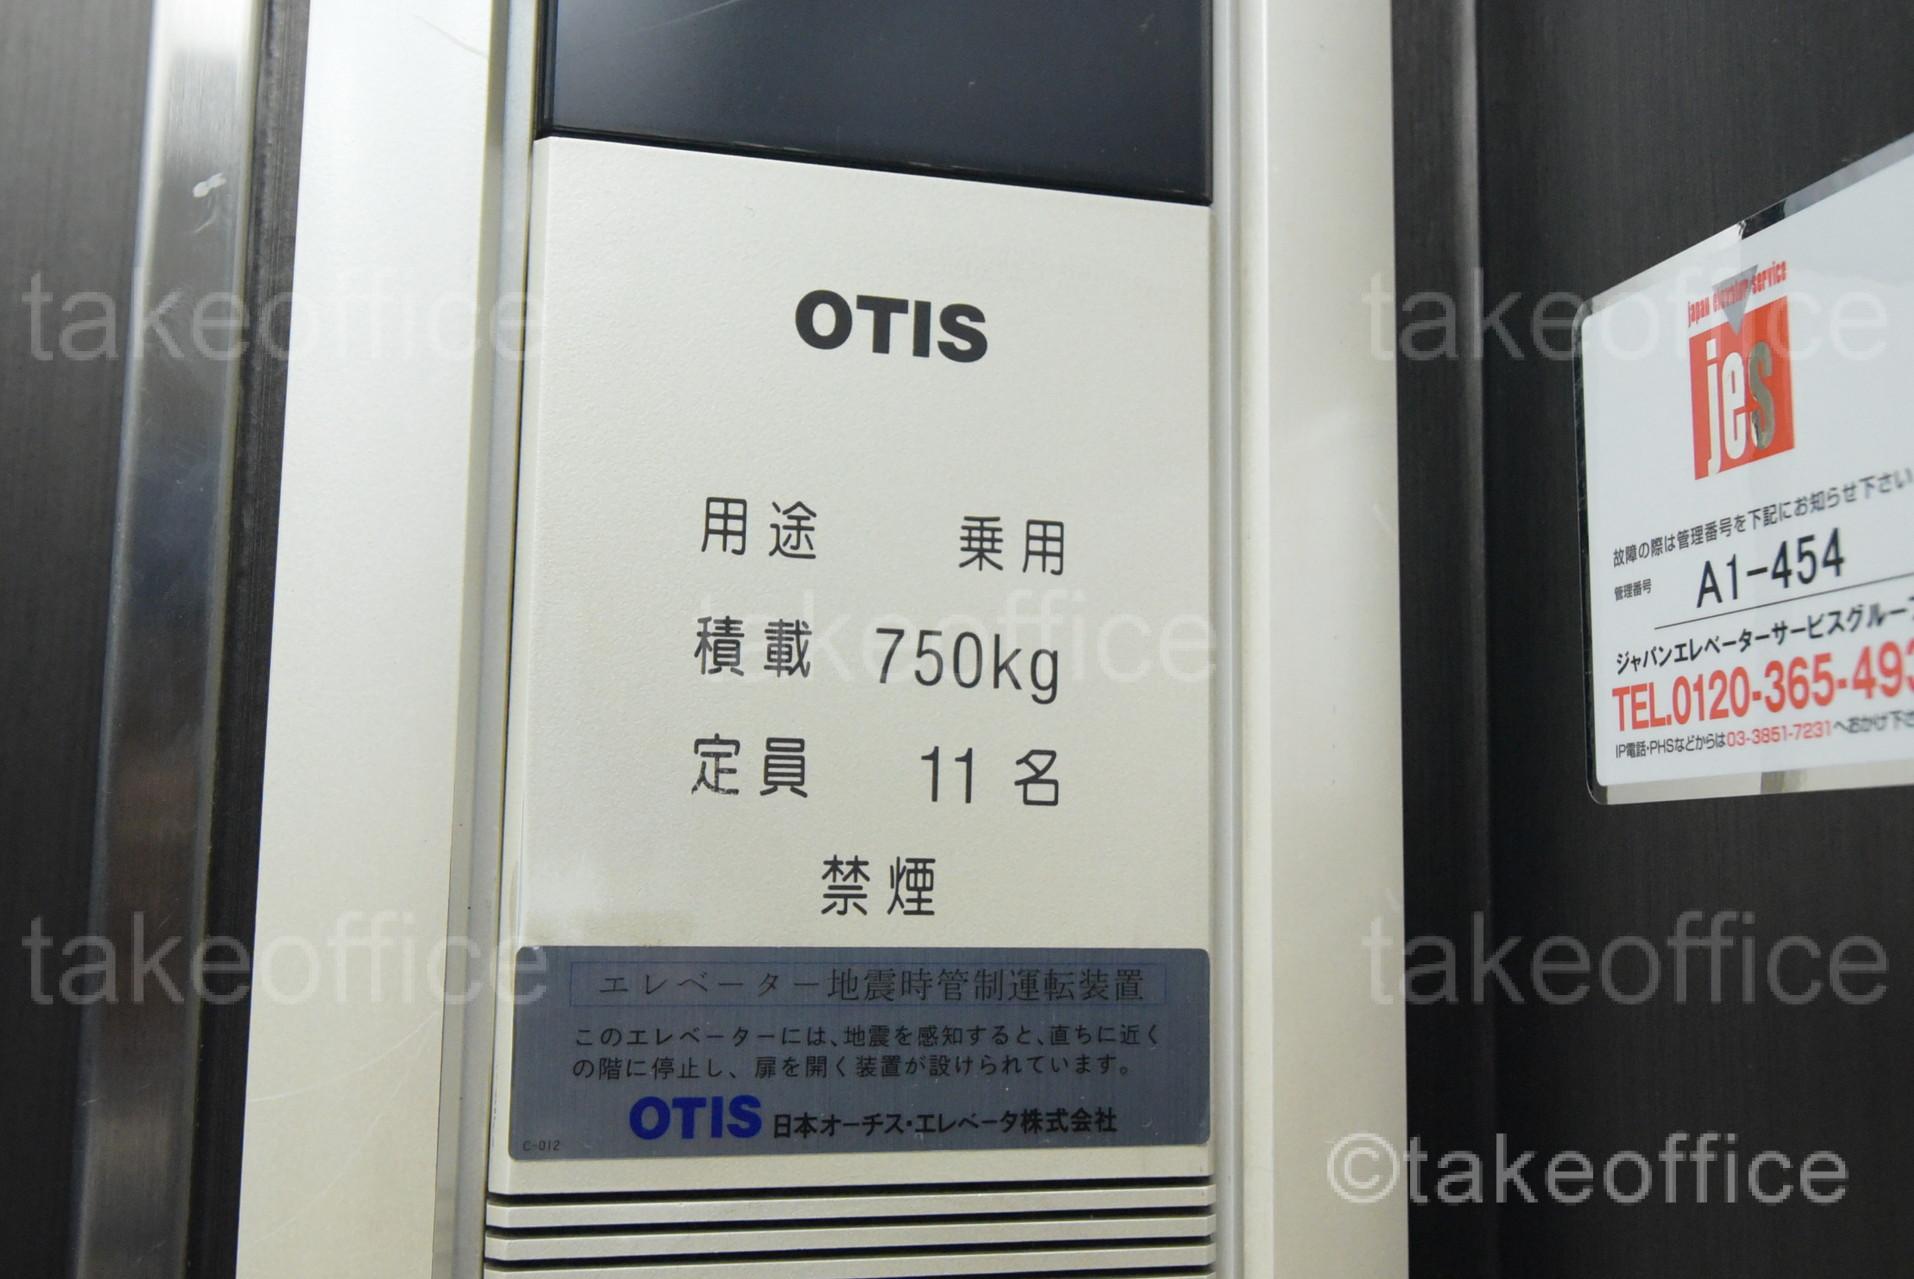 OTIS
用途 乗用
積載 750kg
定員 11名
禁煙
エレベーター地震時管制運転装置
このエレベーターには、地震を感知すると、直ちに近く
の階に停止し、扉を開く装置が設けられています。
OTIS 日本オーチス・エレベータ株式会社
C-012
japan elevator service
jes
故障の際は管理番号を下記にお知らせ下さい
管理番号 A1-454
ジャパンエレベーターサービスグループ
TEL.0120-365-493
IP電話・PHSなどからは03-3851-7231へおかけ下さ
takeoffice
takeoffice
takeoffice
takeoffice
takeoffice
©takeoffice